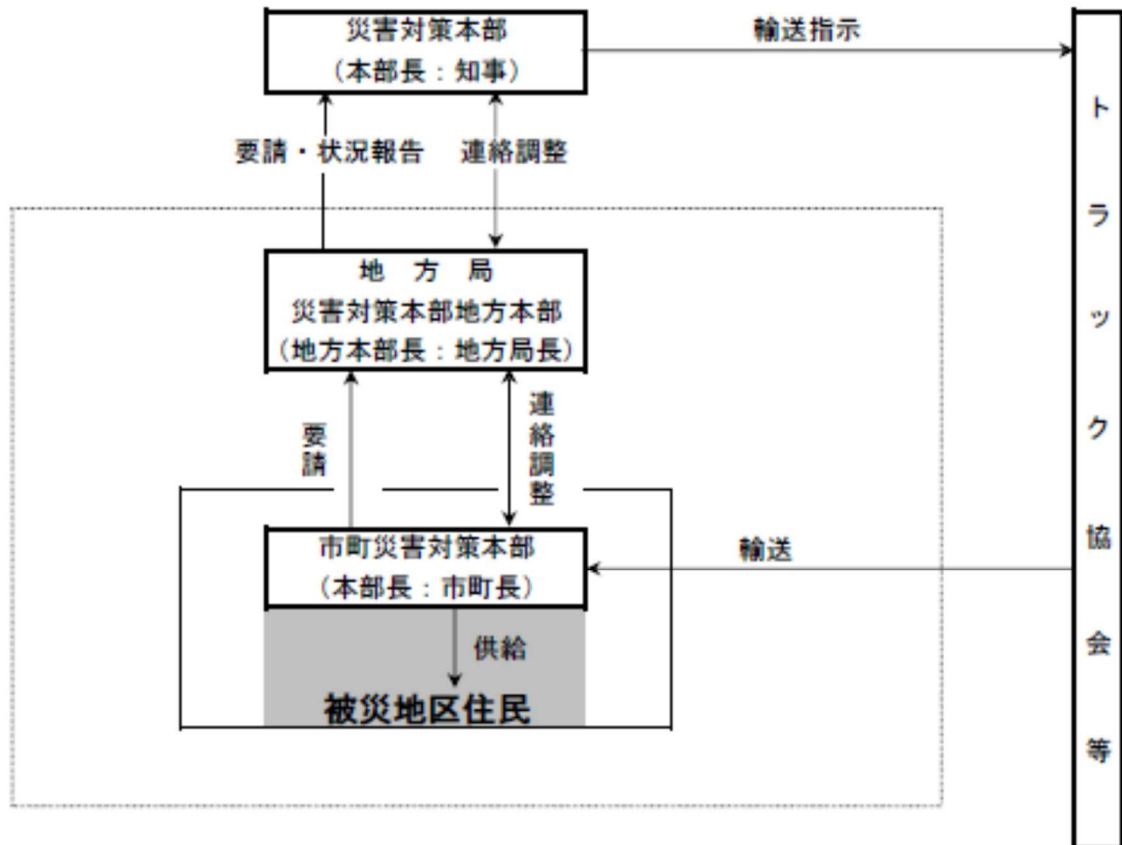 災害対策本部
（本部長：知事）
輸送指示
要請・状況報告
連絡調整
地　方　局
災害対策本部地方本部
（地方本部長：地方局長）
要請
連絡調整
市町災害対策本部
（本部長：市町長）
輸送
供給
被災地区住民
トラック協会等